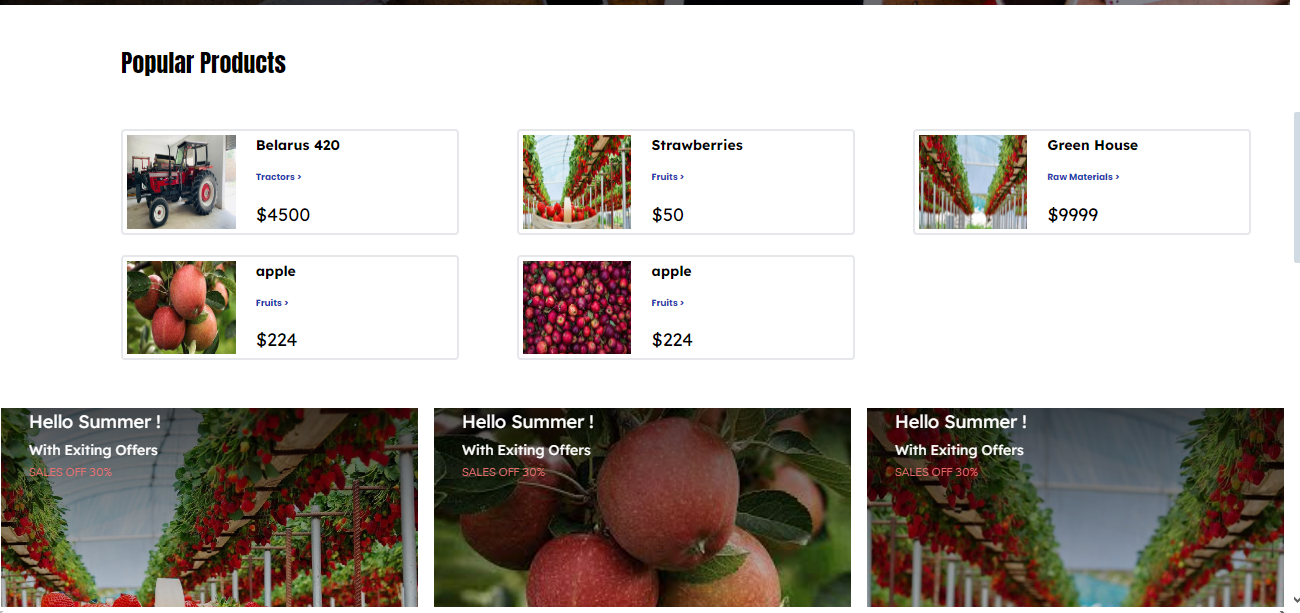 Popular Products
Belarus 420
Tractors >
$4500
Strawberries
Fruits >
$50
Green House
Raw Materials >
$9999
apple
Fruits >
$224
apple
Fruits >
$224
Hello Summer !
With Exiting Offers
SALES OFF 30%
Hello Summer !
With Exiting Offers
SALES OFF 30%
Hello Summer !
With Exiting Offers
SALES OFF 30%